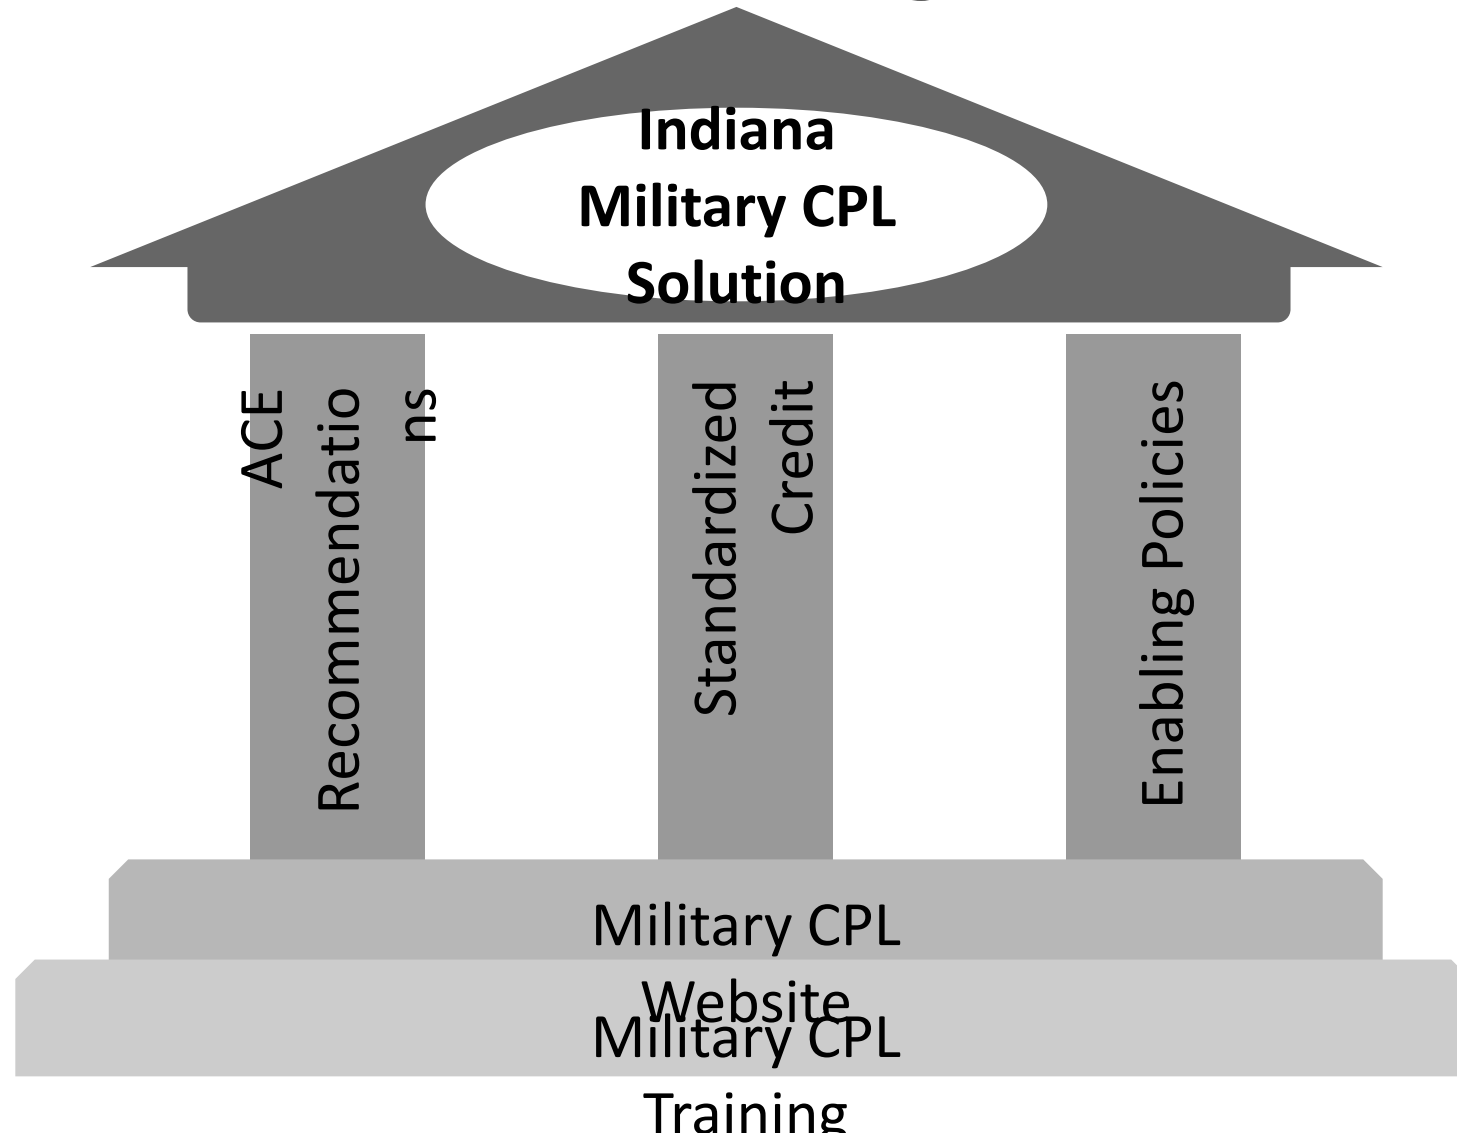 Indiana
Military CPL
Solution
ACE
Recommendatio
ns
Standardized
Credit
Enabling Policies
Military CPL
Website
Military CPL
Training